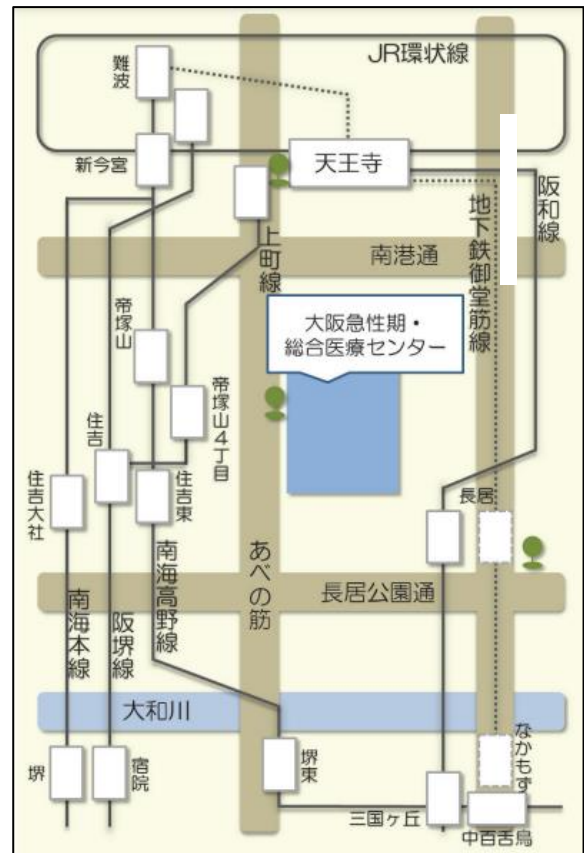 JR環状線
難波
新今宮
天王寺
阪和線
地下鉄御堂筋線
上町線
南港通
大阪急性期・
総合医療センター
帝塚山
帝塚山4丁目
住吉
住吉大社
住吉東
長居
南海本線
阪堺線
南海高野線
あべの筋
長居公園通
大和川
堺
宿院
堺東
三国ヶ丘
なかもず
中百舌鳥